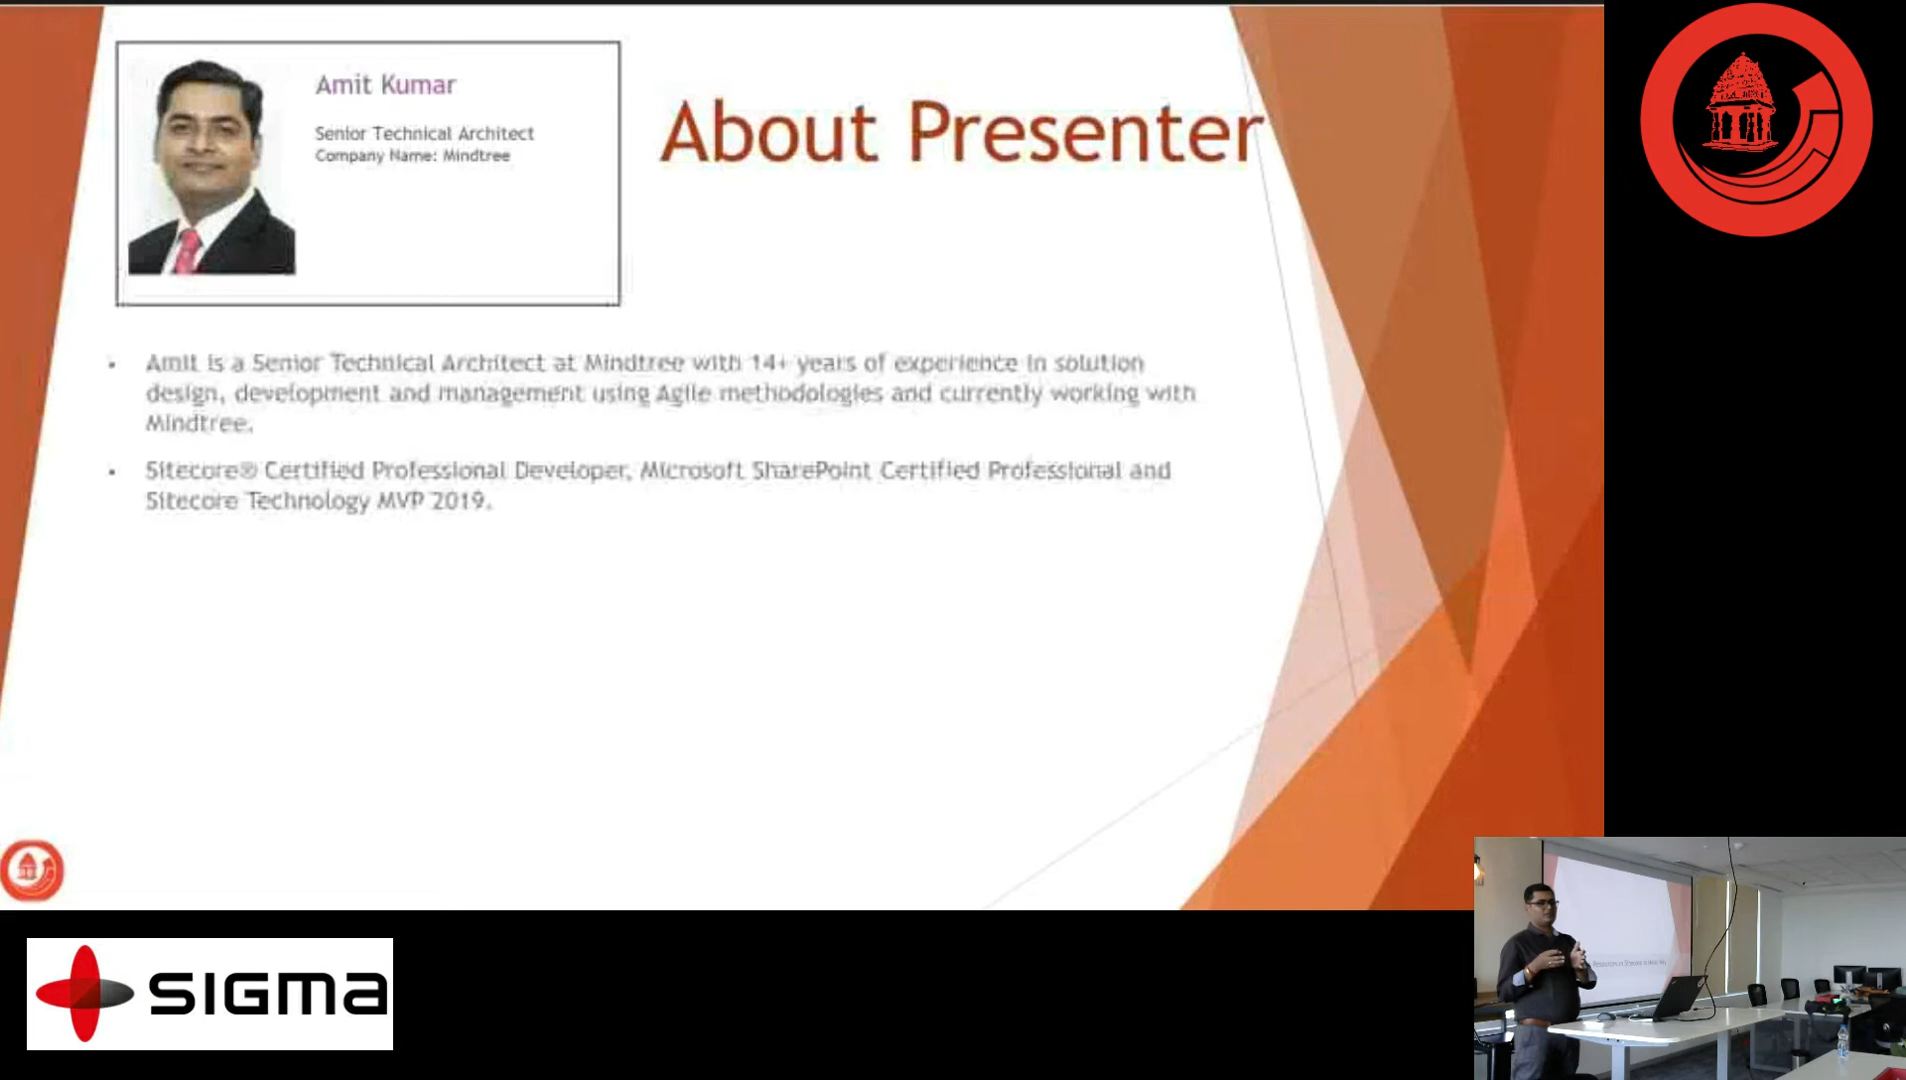 Amit Kumar
Senior Technical Architect
Company Name: Mindtree
About Presenter
Amit is a Senior Technical Architect at Mindtree with 14+ years of experience in solution
design, development and management using Agile methodologies and currently working with
Mindtree.
Sitecore® Certified Professional Developer, Microsoft SharePoint Certified Professional and
Sitecore Technology MVP 2019.
SIGMA